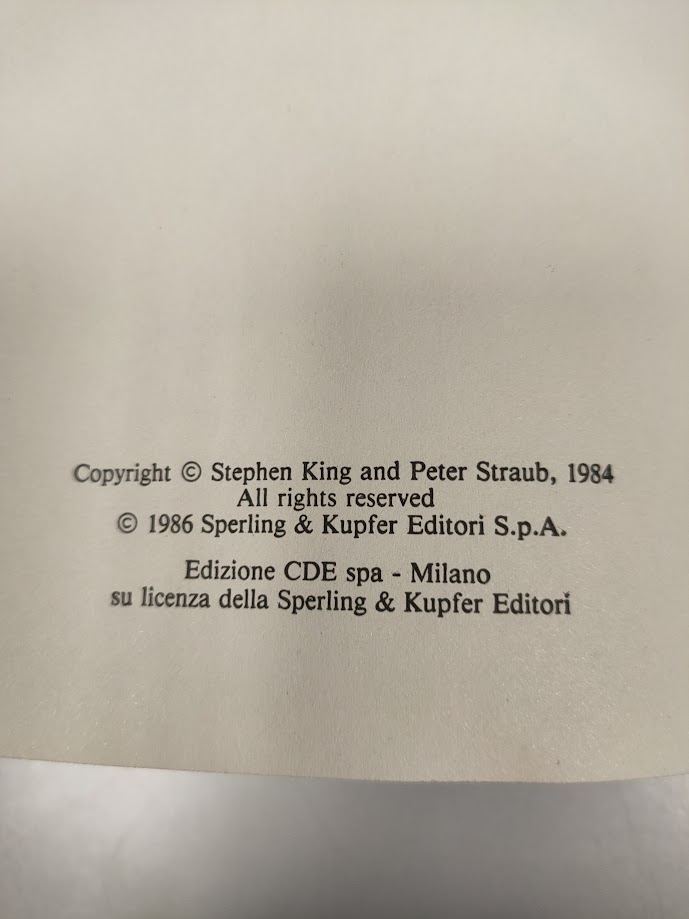 Copyright © Stephen King and Peter Straub, 1984
All rights reserved
© 1986 Sperling & Kupfer Editori S.p.A.
Edizione CDE spa - Milano
su licenza della Sperling & Kupfer Editori